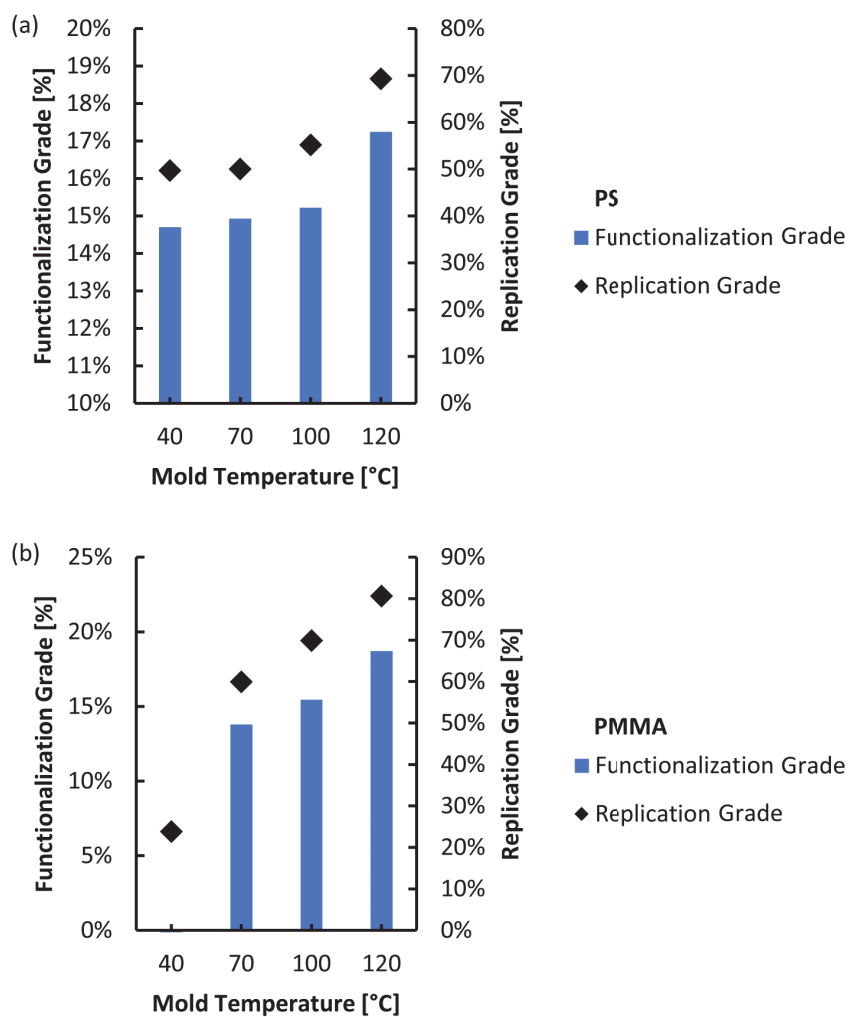 (a)
Functionalization Grade [%]
20%
19%
18%
17%
16%
15%
14%
13%
12%
11%
10%
80%
70%
60%
50%
40%
30%
20%
10%
0%
Replication Grade [%]
40 70 100 120
Mold Temperature [°C]
PS
Functionalization Grade
Replication Grade
(b)
Functionalization Grade [%]
25%
20%
15%
10%
5%
0%
90%
80%
70%
60%
50%
40%
30%
20%
10%
0%
Replication Grade [%]
40 70 100 120
Mold Temperature [°C]
PMMA
Functionalization Grade
Replication Grade